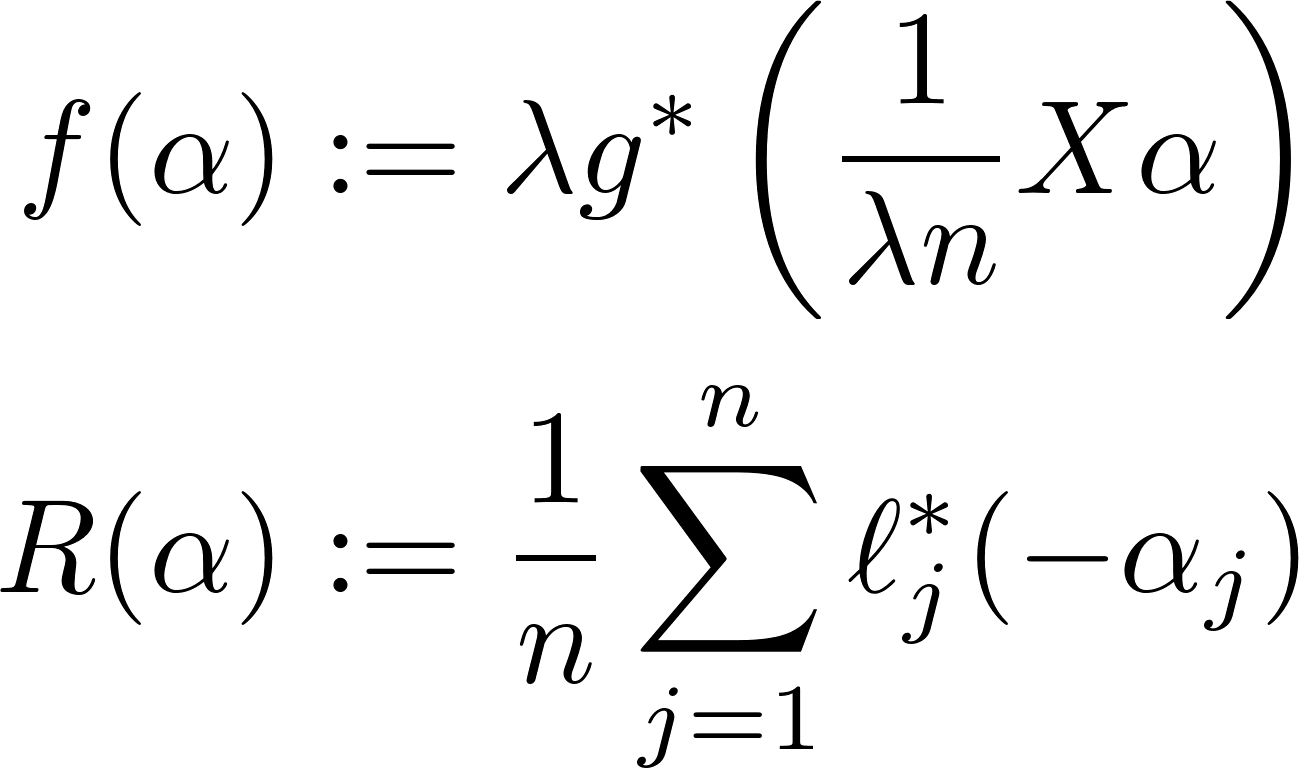 f(α) := λg* (1/(λn) Xα)
R(α) := 1/n ∑_{j=1}^{n} ℓ*_j(−α_j)